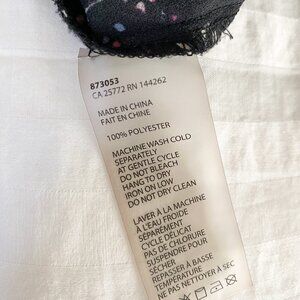 873053
CA 25772 RN 144262
MADE IN CHINA
FAIT EN CHINE
100% POLYESTER
MACHINE WASH COLD
SEPARATELY
AT GENTLE CYCLE
DO NOT BLEACH
HANG TO DRY
IRON ON LOW
DO NOT DRY CLEAN
LAVER À LA MACHINE
À L'EAU FROIDE
SÉPARÉMENT
CYCLE DÉLICAT
PAS DE CHLORURE
SUSPENDRE POUR
SÉCHER
REPASSER À BASSE
TEMPÉRATURE
NE PAS NETTOYER À SEC